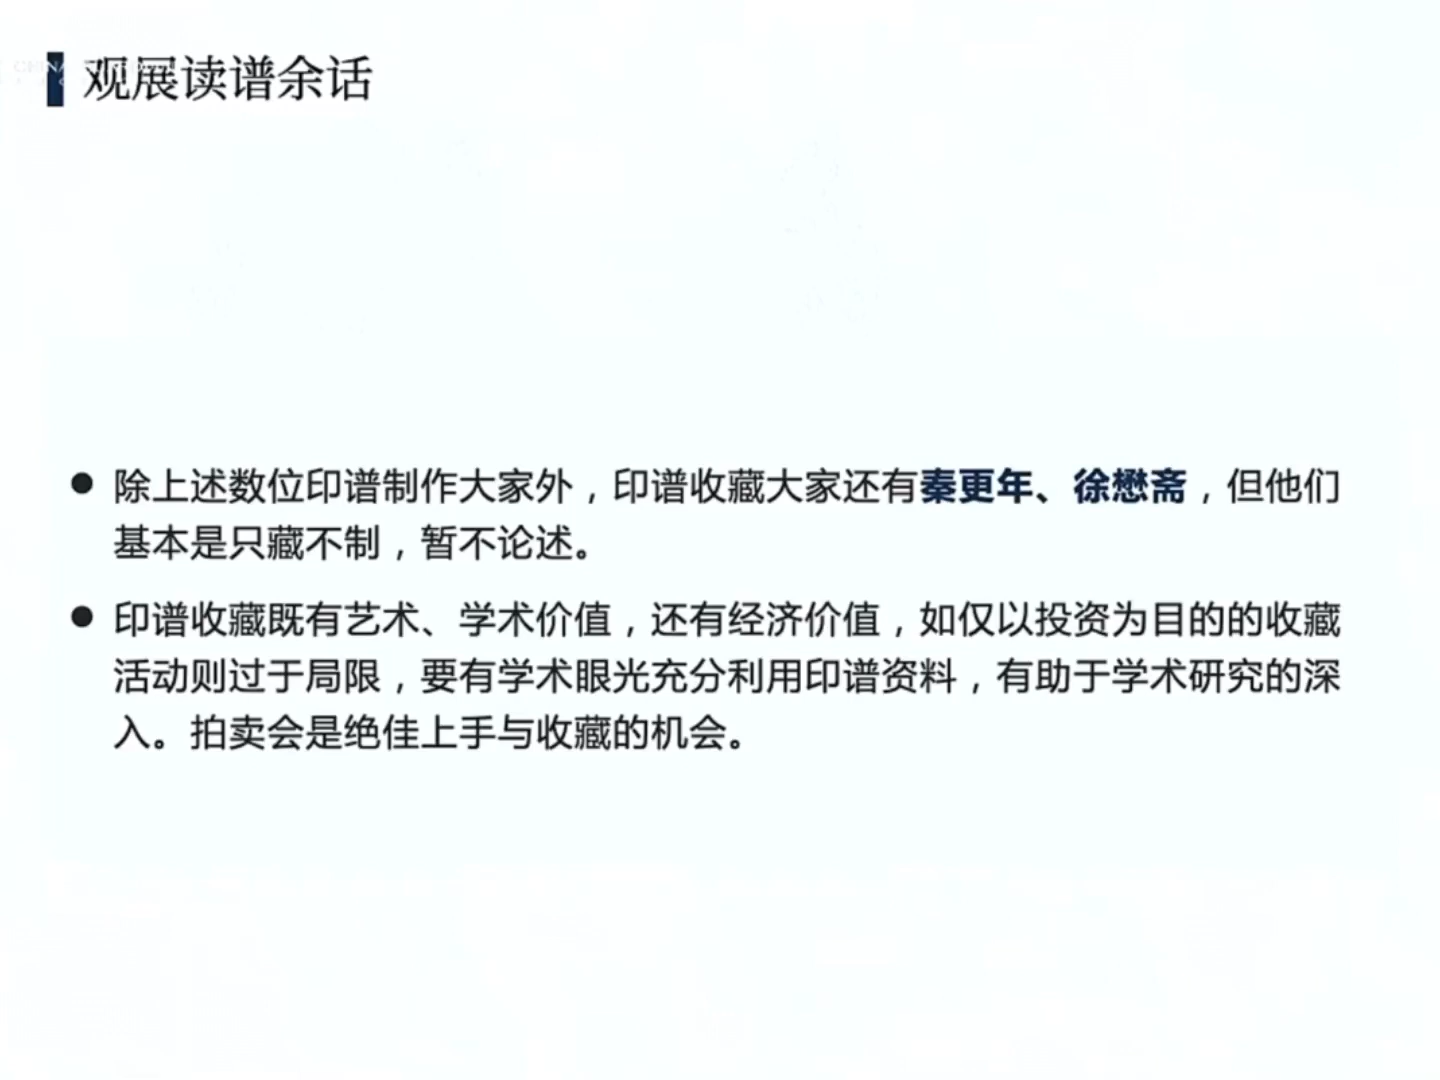 观展读谱余话
● 除上述数位印谱制作大家外，印谱收藏大家还有秦更年、徐懋斋，但他们
基本是只藏不制，暂不论述。
● 印谱收藏既有艺术、学术价值，还有经济价值，如仅以投资为目的的收藏
活动则过于局限，要有学术眼光充分利用印谱资料，有助于学术研究的深
入。拍卖会是绝佳上手与收藏的机会。